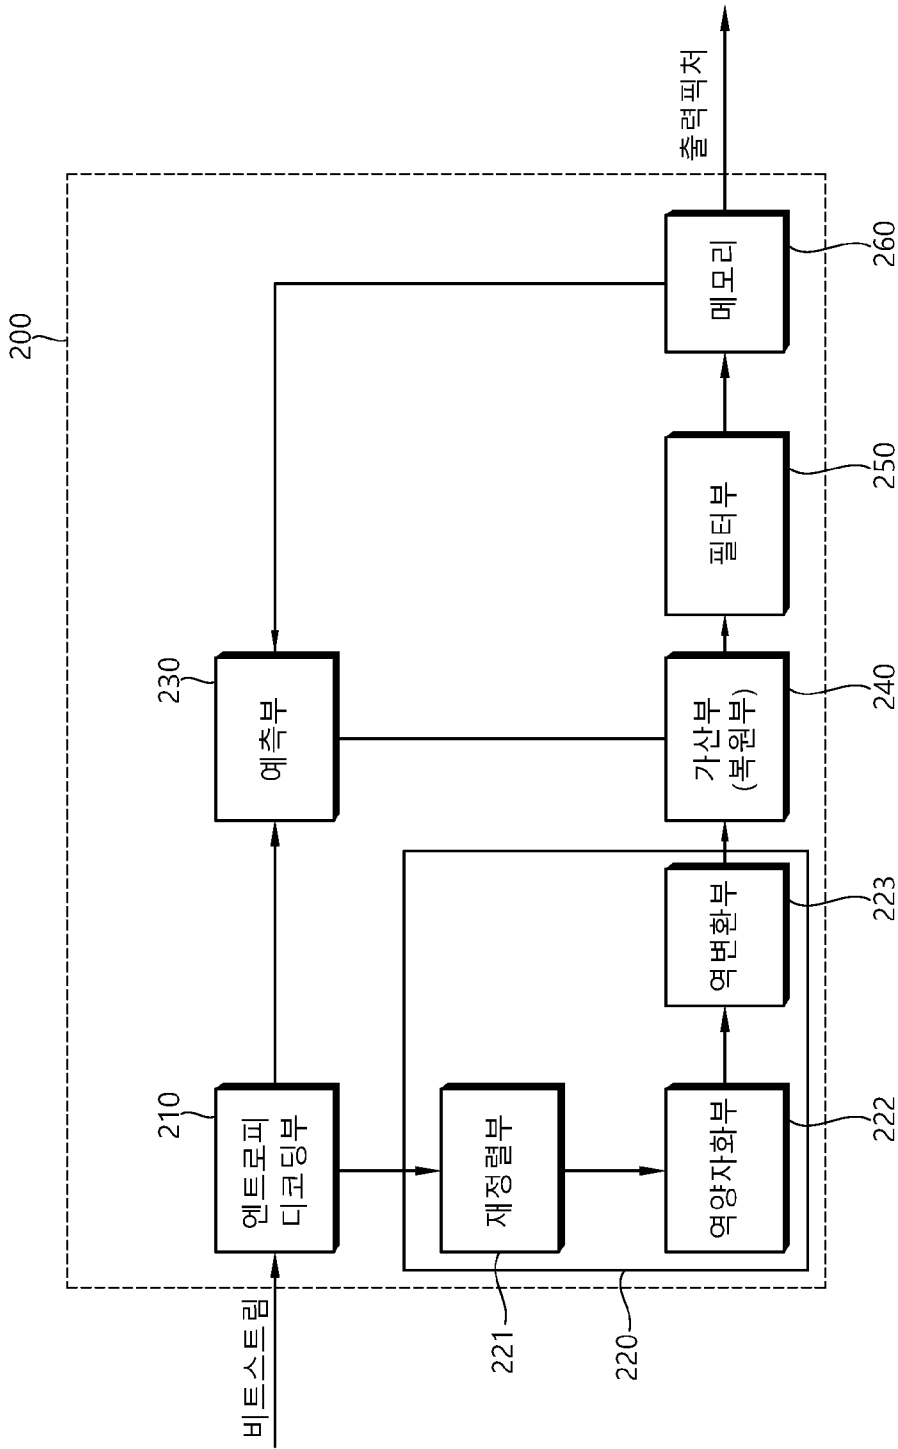 200
비트스트림
210
엔트로피
디코딩부
230
예측부
221
재정렬부
220
222
역양자화부
223
역변환부
240
가산부
(복원부)
250
필터부
260
메모리
출력픽처